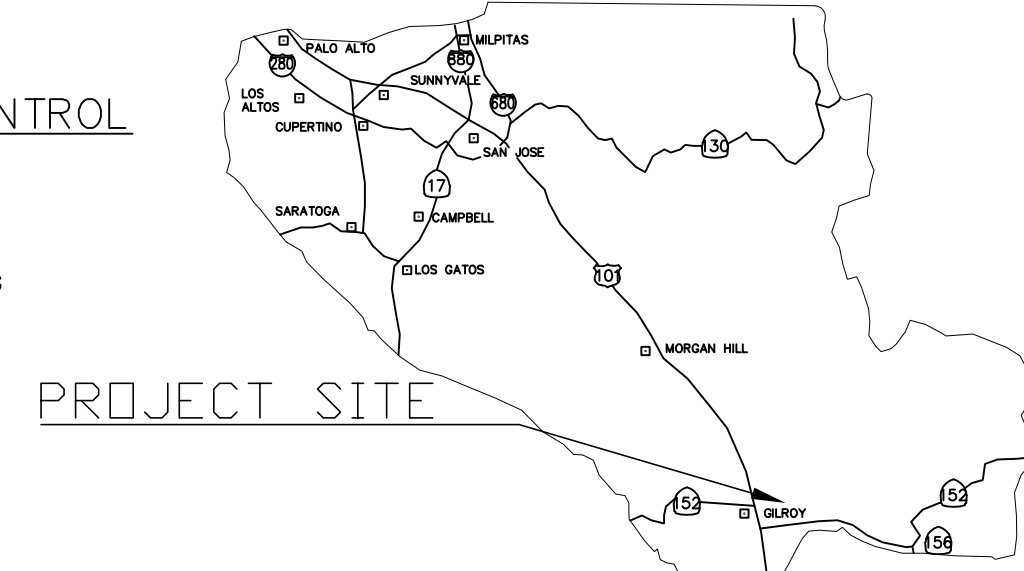 MILPITAS
PALO ALTO
280
880
SUNNYVALE
LOS
ALTOS
680
NTROL
CUPERTINO
130
SAN JOSE
17
SARATOGA
CAMPBELL
LOS GATOS
101
MORGAN HILL
PROJECT SITE
152
152
GILROY
156